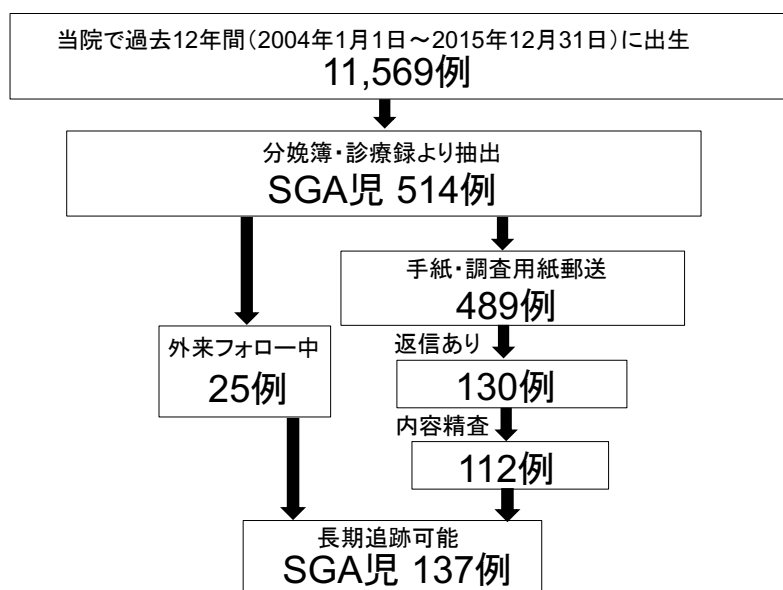 当院で過去12年間（2004年1月1日～2015年12月31日）に出生
11,569例
分娩簿・診療録より抽出
SGA児 514例
手紙・調査用紙郵送
489例
外来フォロー中
25例
返信あり
130例
内容精査
112例
長期追跡可能
SGA児 137例